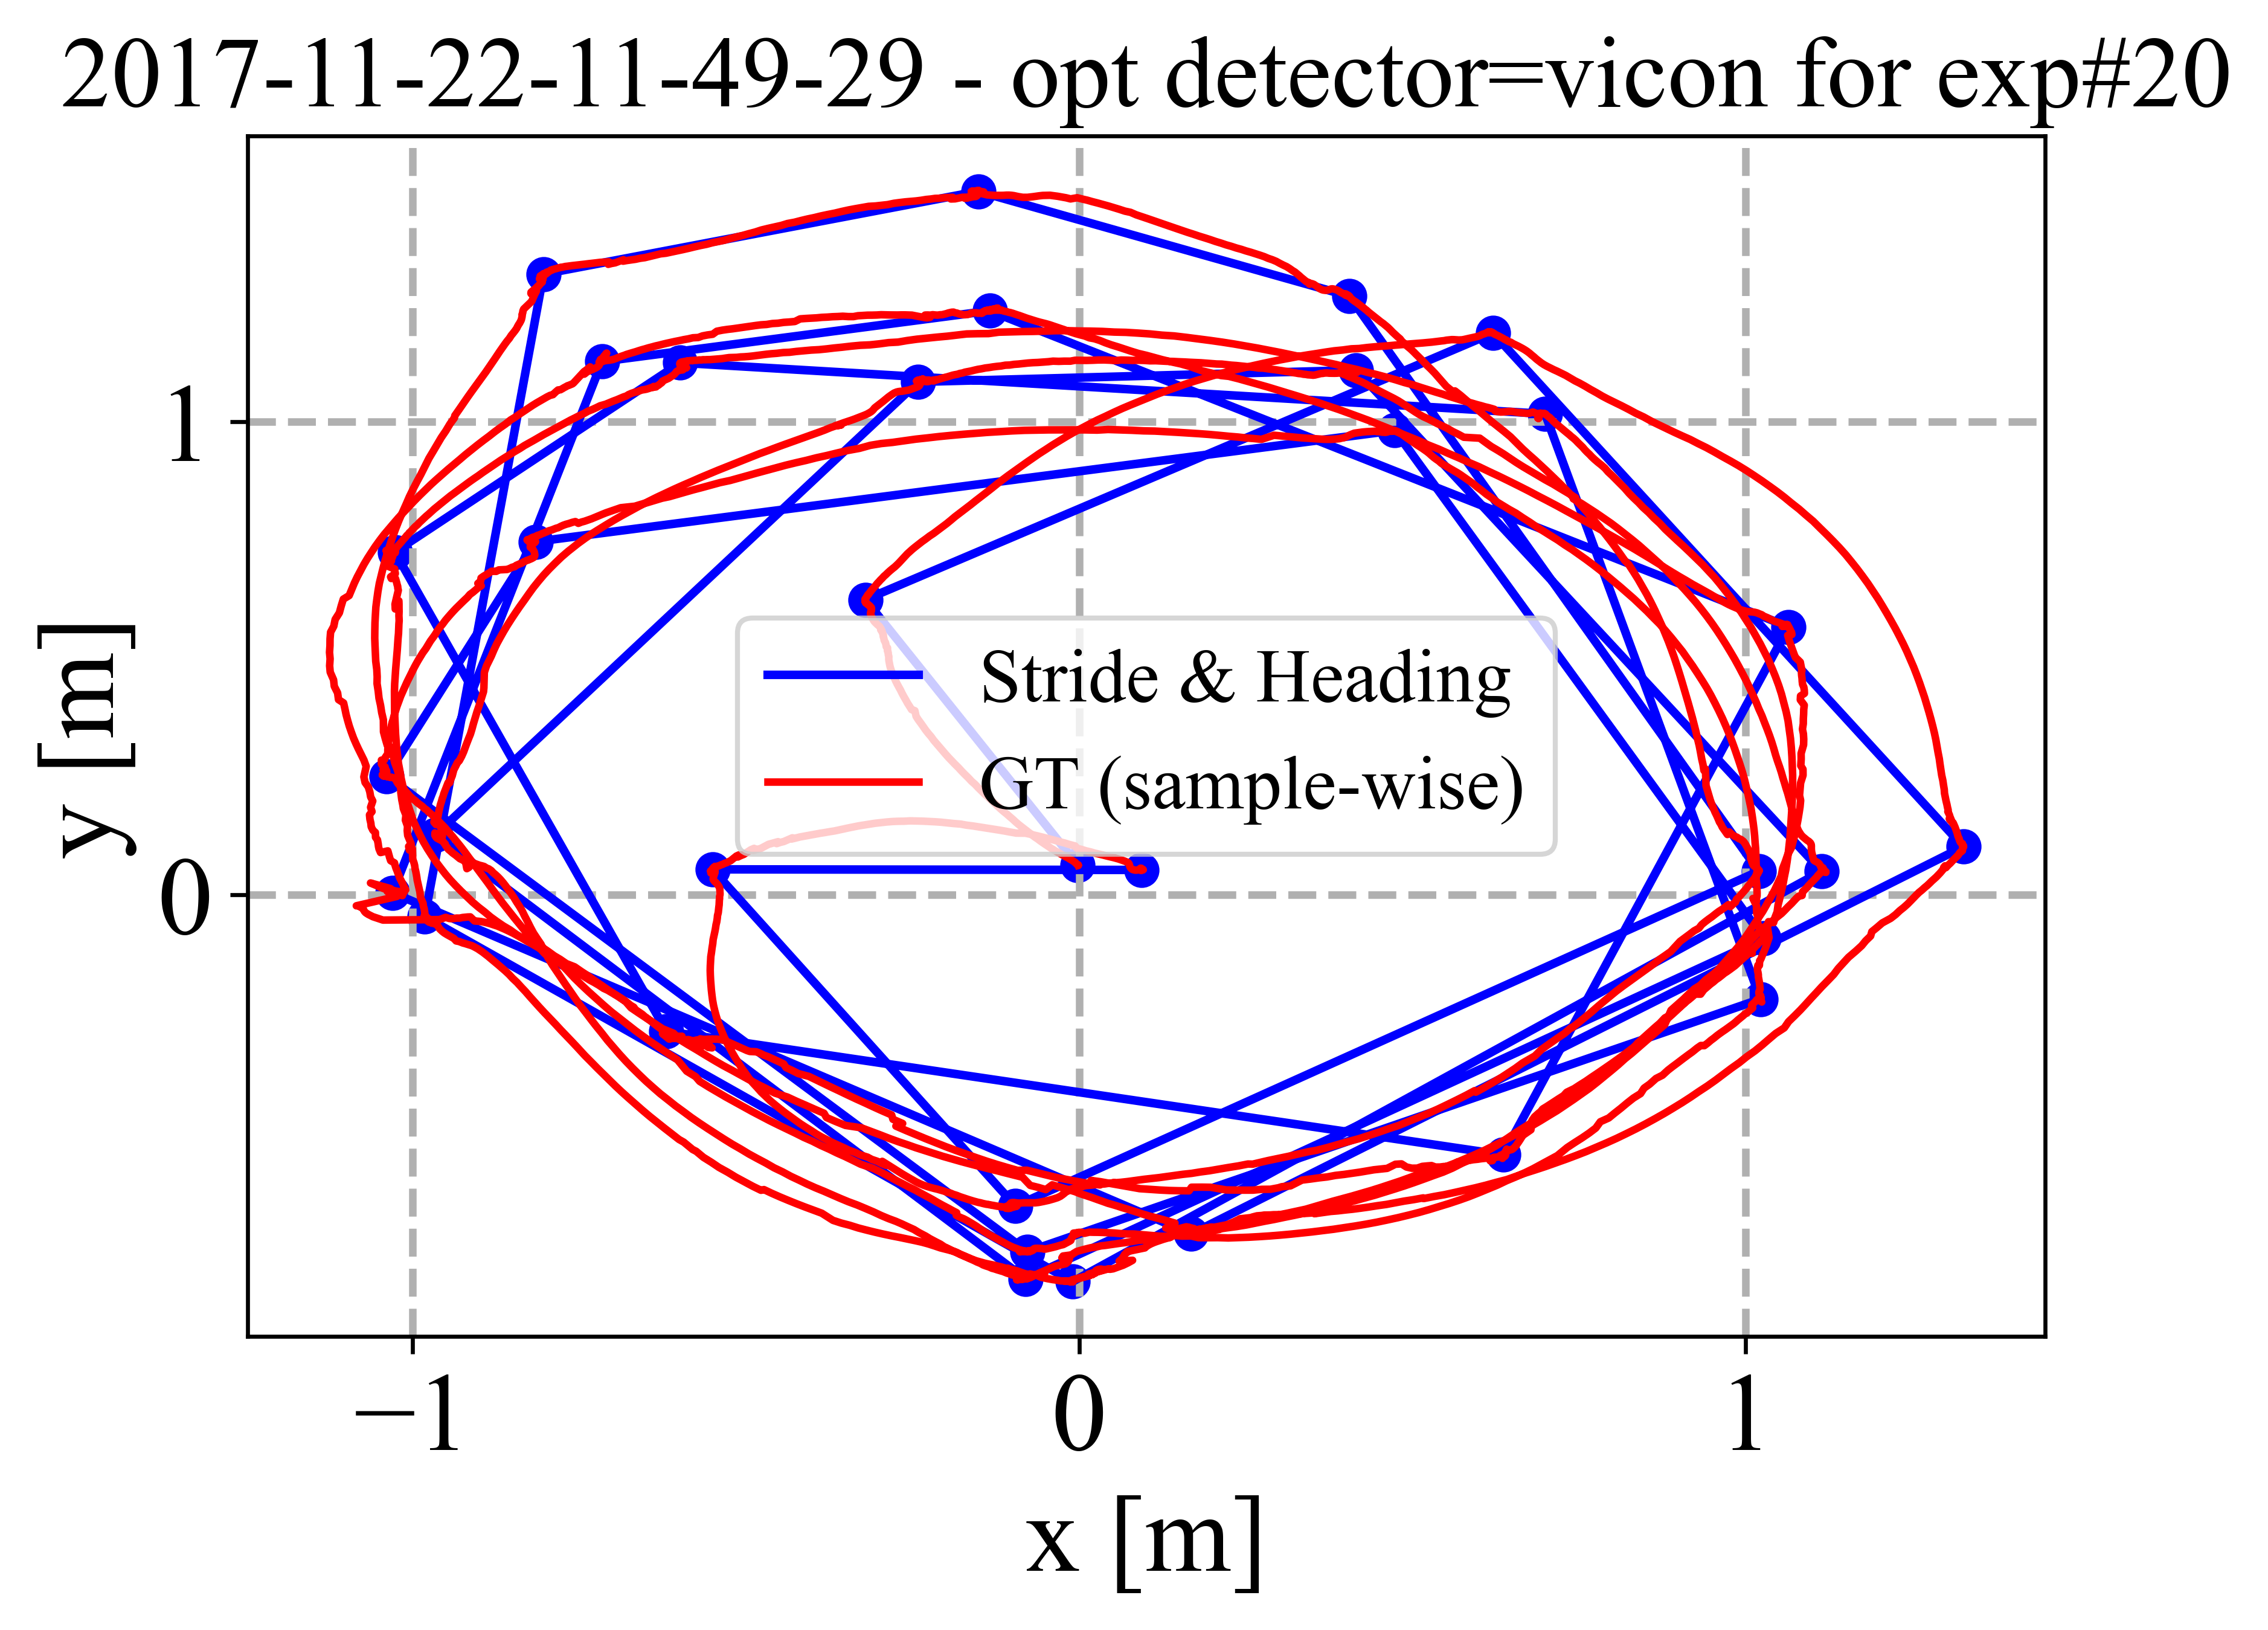 2017-11-22-11-49-29 - opt detector=vicon for exp#20
y [m]
1
0
Stride & Heading
GT (sample-wise)
−1 0 1
x [m]